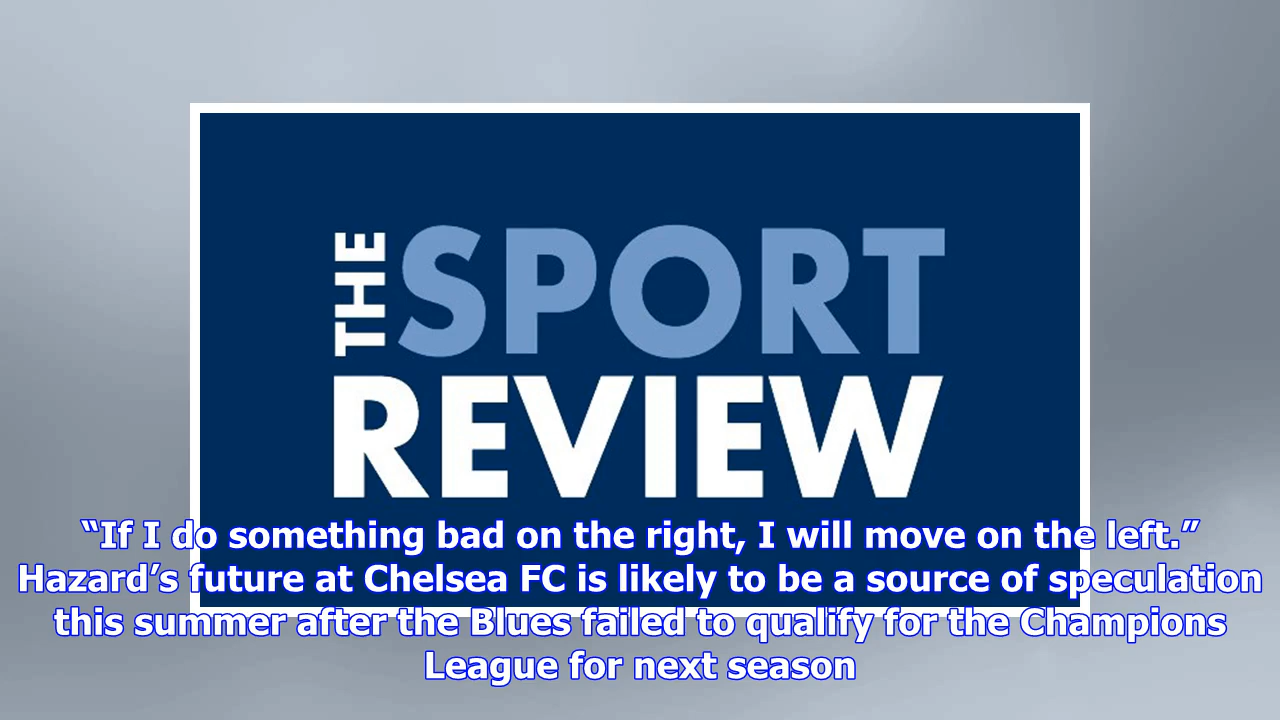 THE
SPORT
REVIEW
“If I do something bad on the right, I will move on the left.”
Hazard’s future at Chelsea FC is likely to be a source of speculation
this summer after the Blues failed to qualify for the Champions
League for next season